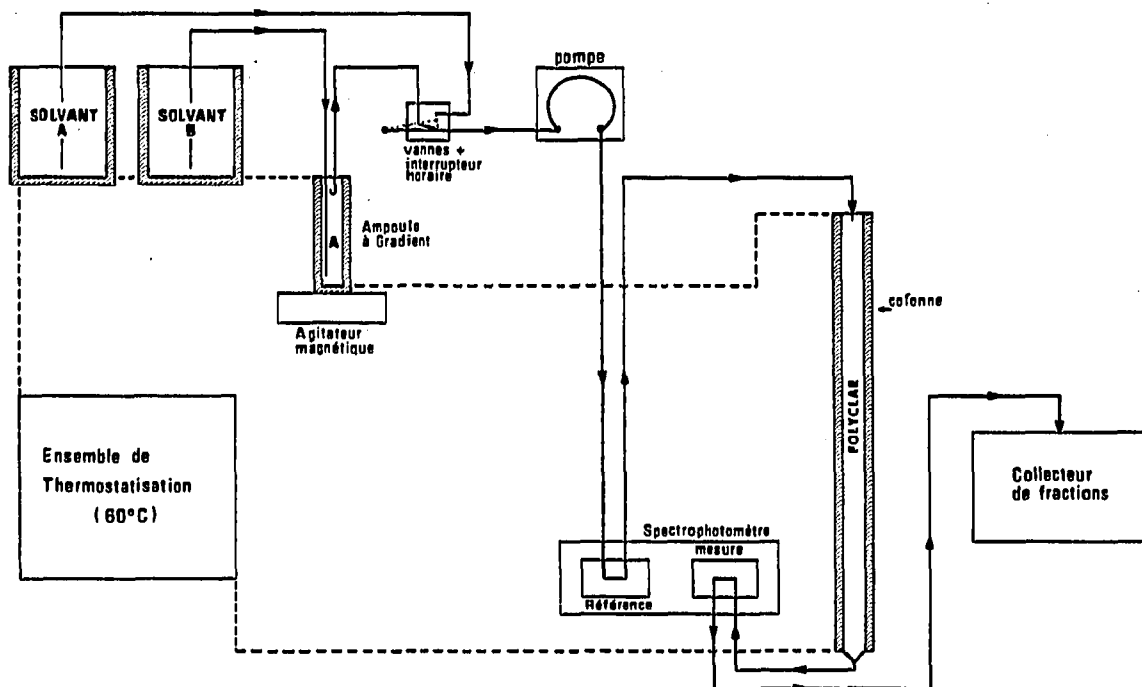 SOLVANT
A
SOLVANT
B
pompe
vannes +
interrupteur
horaire
A
Ampoule
à Gradient
Agitateur
magnétique
colonne
POLYCLAR
Ensemble de
Thermostatisation
(60°C)
Collecteur
de fractions
Spectrophotomètre
mesure
Référence